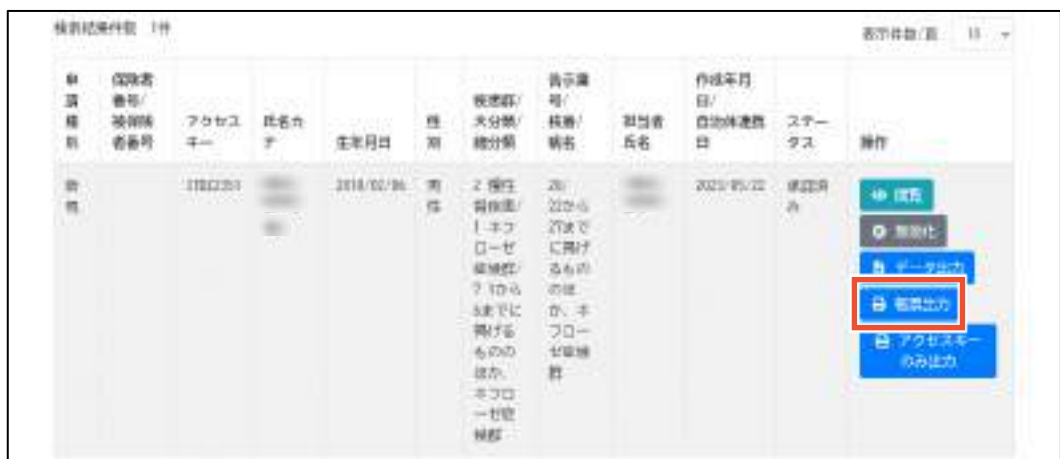 検索結果件数 1件
表示件数/頁 10
申請種別
保険者番号/被保険者番号
アクセスキー
氏名カナ
生年月日
性別
疾患群/大分類/細分類
告示番号/枝番/病名
担当者氏名
作成年月日/自治体連携日
ステータス
操作
新規
2018/02/06
男性
2 慢性
腎疾患/
1 ネフ
ローゼ
症候群/
7 1から
6までに
掲げる
ものの
ほか、
ネフロ
ーゼ症
候群
22から
27まで
に掲げ
るもの
のほ
か、ネ
フロー
ゼ症候
群
2023/05/22
承認済
み
閲覧
無効化
データ出力
帳票出力
アクセスキー
のみ出力